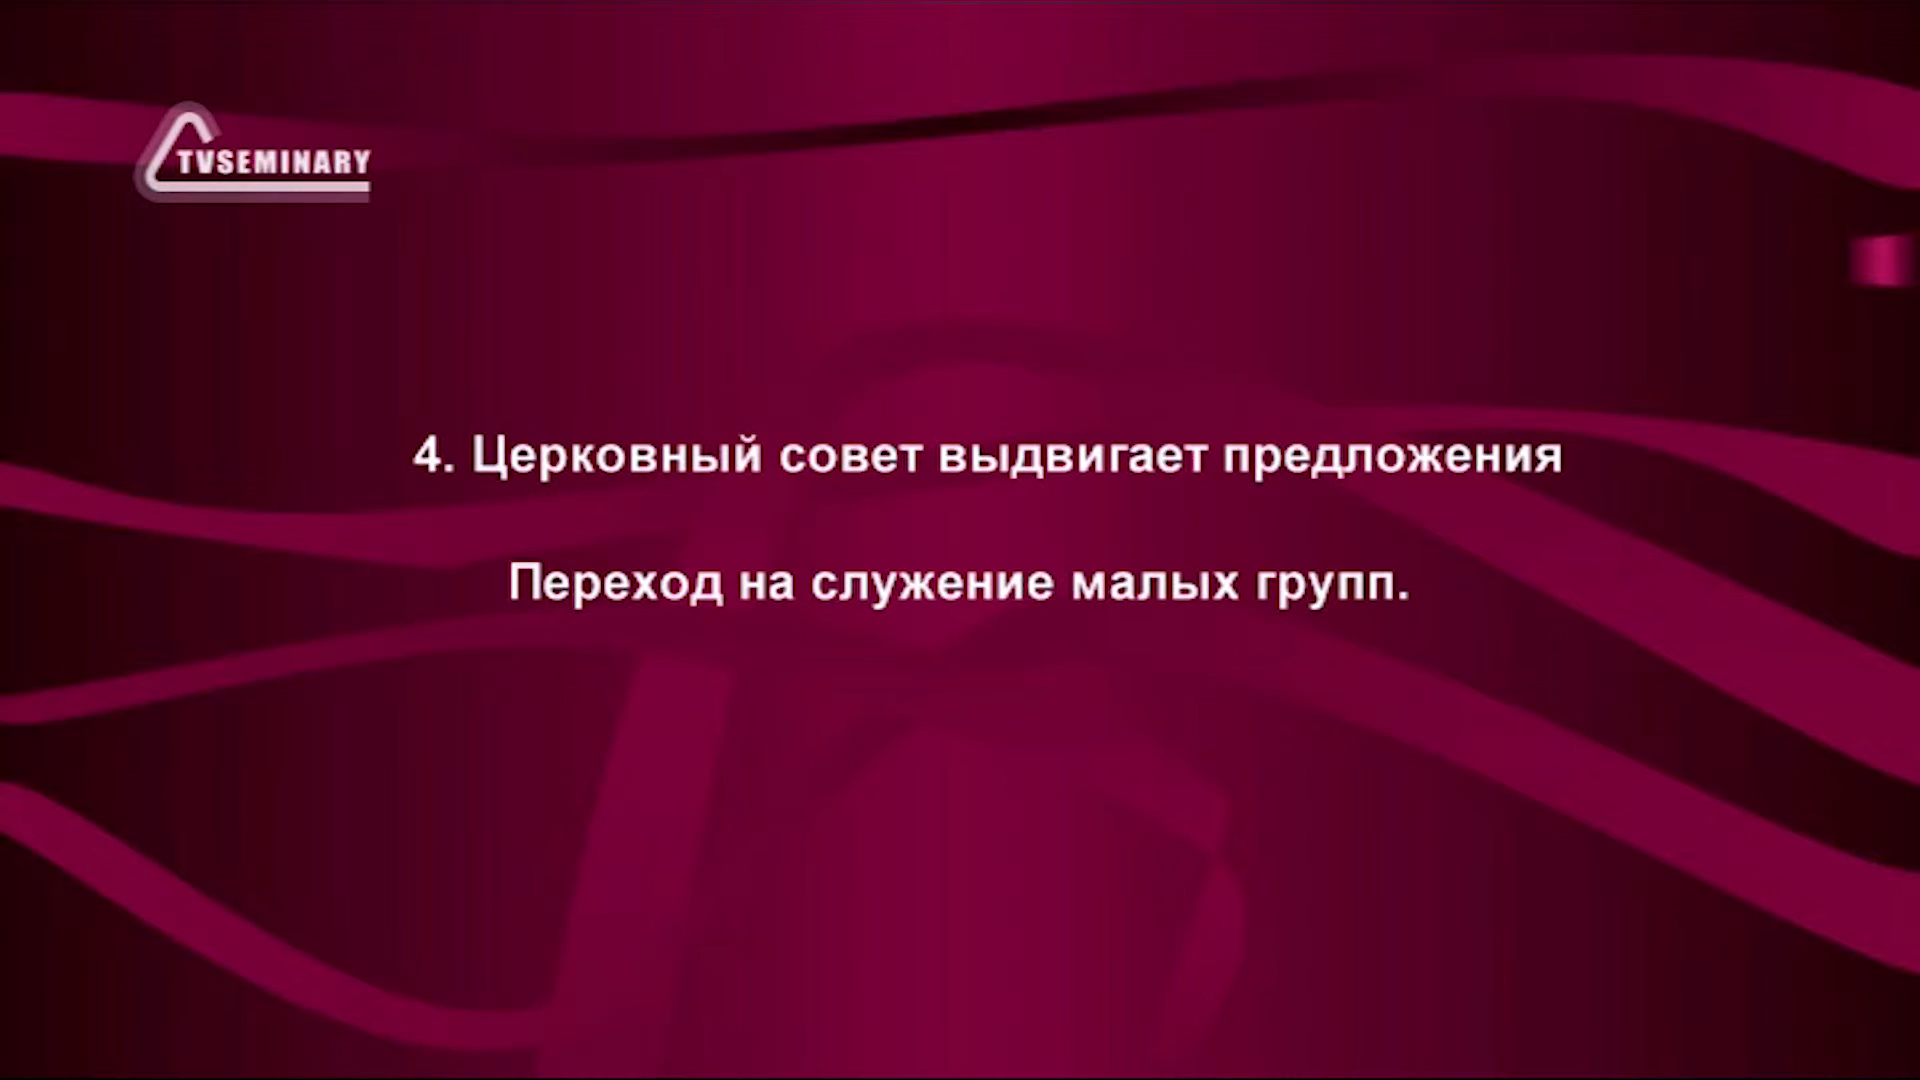 TVSEMINARY
4. Церковный совет выдвигает предложения
Переход на служение малых групп.